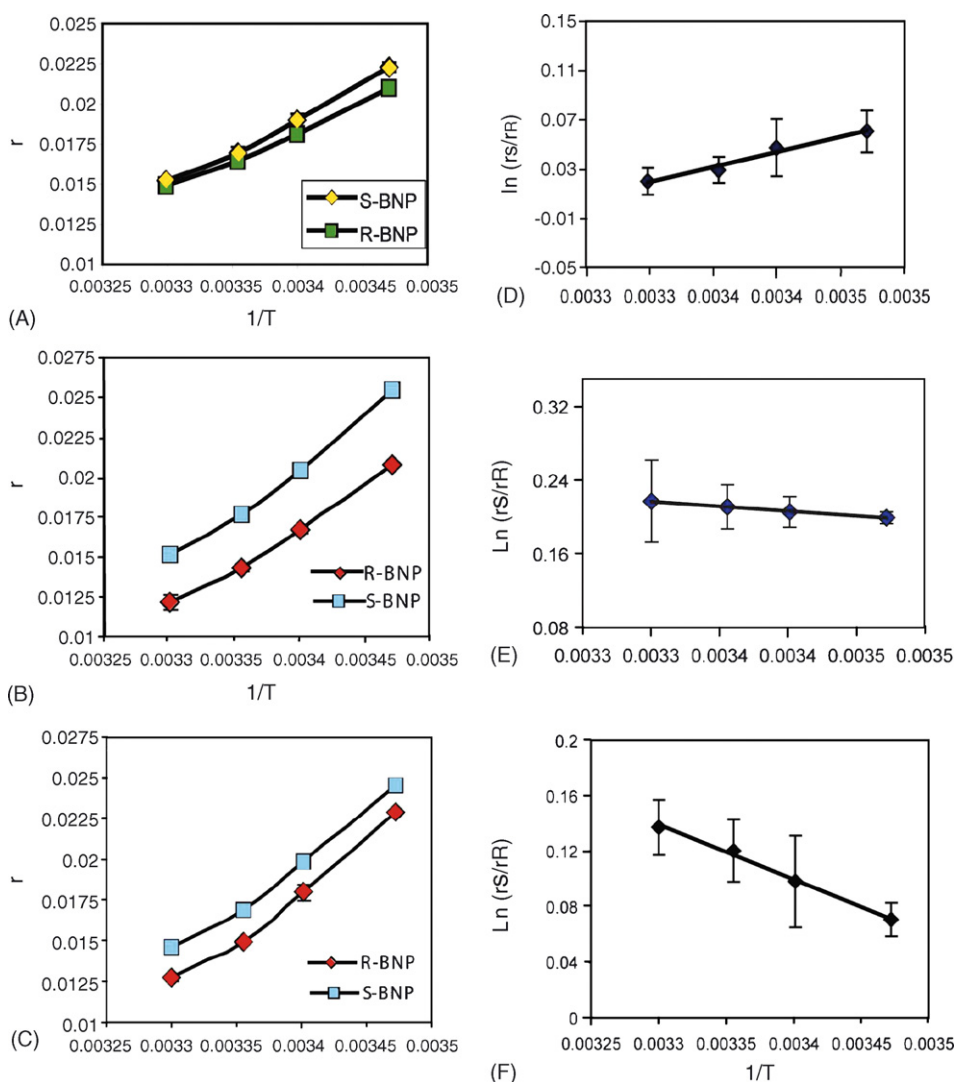 0.025
0.0225
0.02
0.0175
0.015
0.0125
0.01
r
S-BNP
R-BNP
0.00325 0.0033 0.00335 0.0034 0.00345 0.0035
1/T
(A)
0.15
0.11
0.07
0.03
-0.01
-0.05
ln (rS/rR)
0.0033 0.0033 0.0034 0.0034 0.0035 0.0035
(D)
0.0275
0.025
0.0225
0.02
0.0175
0.015
0.0125
0.01
r
R-BNP
S-BNP
0.00325 0.0033 0.00335 0.0034 0.00345 0.0035
1/T
(B)
0.32
0.24
0.16
0.08
Ln (rS/rR)
0.0033 0.0033 0.0034 0.0034 0.0035 0.0035
(E)
0.0275
0.025
0.0225
0.02
0.0175
0.015
0.0125
0.01
r
R-BNP
S-BNP
0.00325 0.0033 0.00335 0.0034 0.00345 0.0035
(C)
0.2
0.16
0.12
0.08
0.04
0
Ln (rS/rR)
0.00325 0.0033 0.00335 0.0034 0.00345 0.0035
1/T
(F)